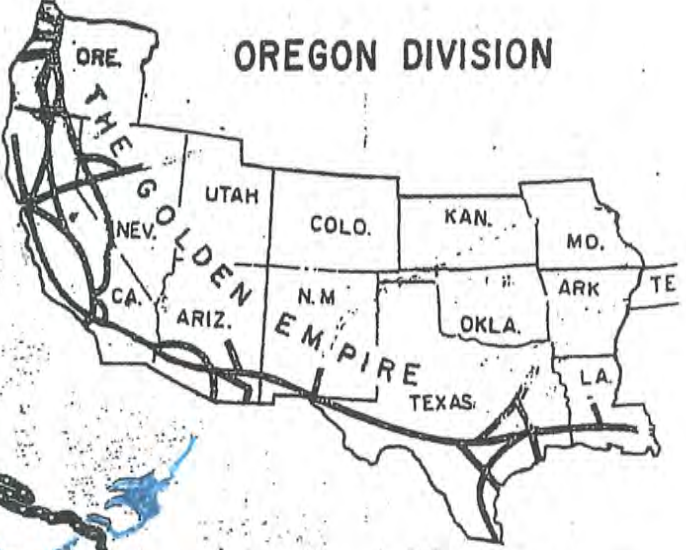 OREGON DIVISION
ORE.
THE GOLDEN EMPIRE
UTAH
COLO.
KAN.
MO.
NEV.
CA.
ARIZ.
N.M
OKLA.
ARK
TE
TEXAS
LA.